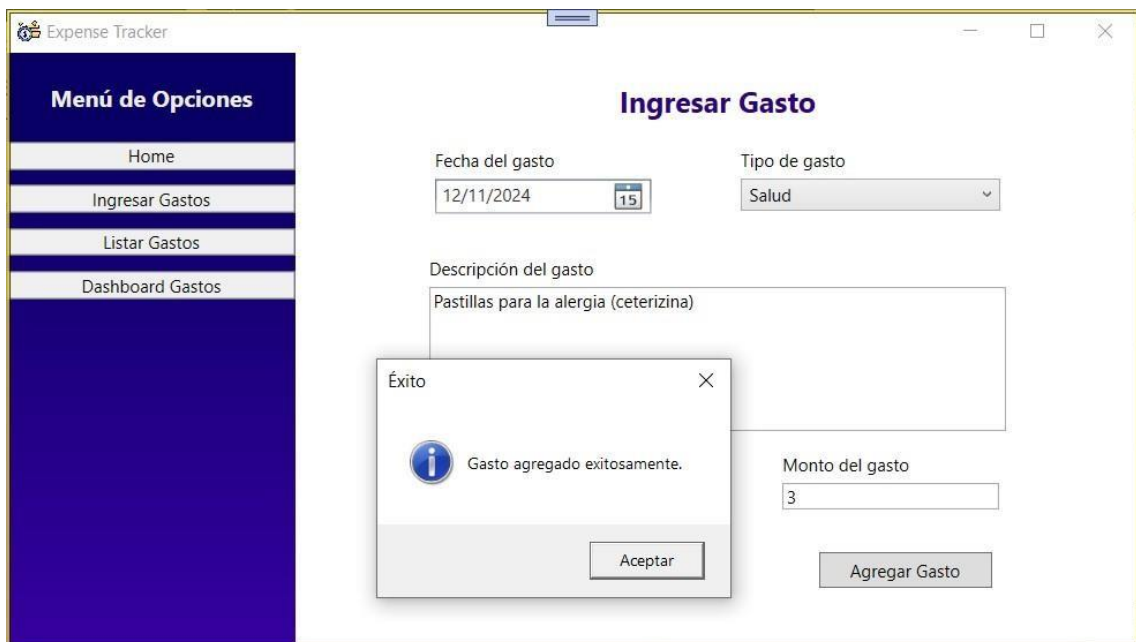 Expense Tracker
Menú de Opciones
Home
Ingresar Gastos
Listar Gastos
Dashboard Gastos
Ingresar Gasto
Fecha del gasto
Tipo de gasto
12/11/2024
15
Salud
Descripción del gasto
Pastillas para la alergia (ceterizina)
Éxito
Gasto agregado exitosamente.
Aceptar
Monto del gasto
3
Agregar Gasto